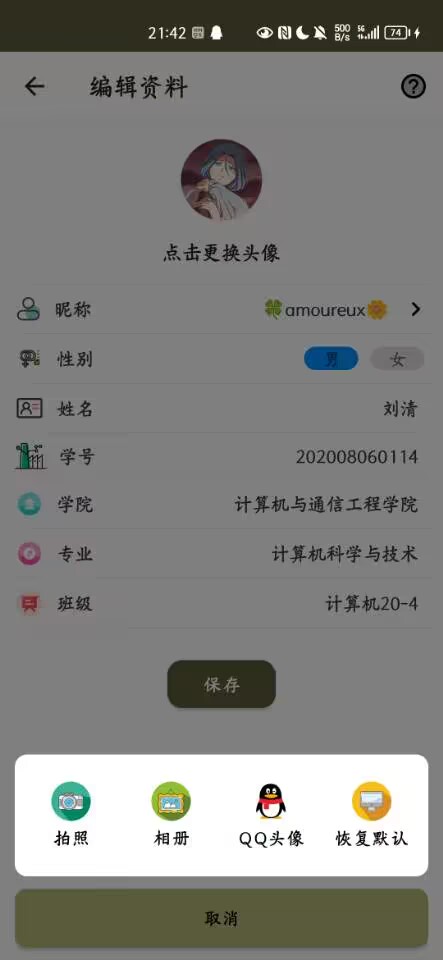 21:42 500 B/s 5G 74
编辑资料
点击更换头像
昵称 🍀amoureux🌼
性别 男 女
姓名 刘清
学号 202008060114
学院 计算机与通信工程学院
专业 计算机科学与技术
班级 计算机20-4
保存
拍照 相册 QQ头像 恢复默认
取消